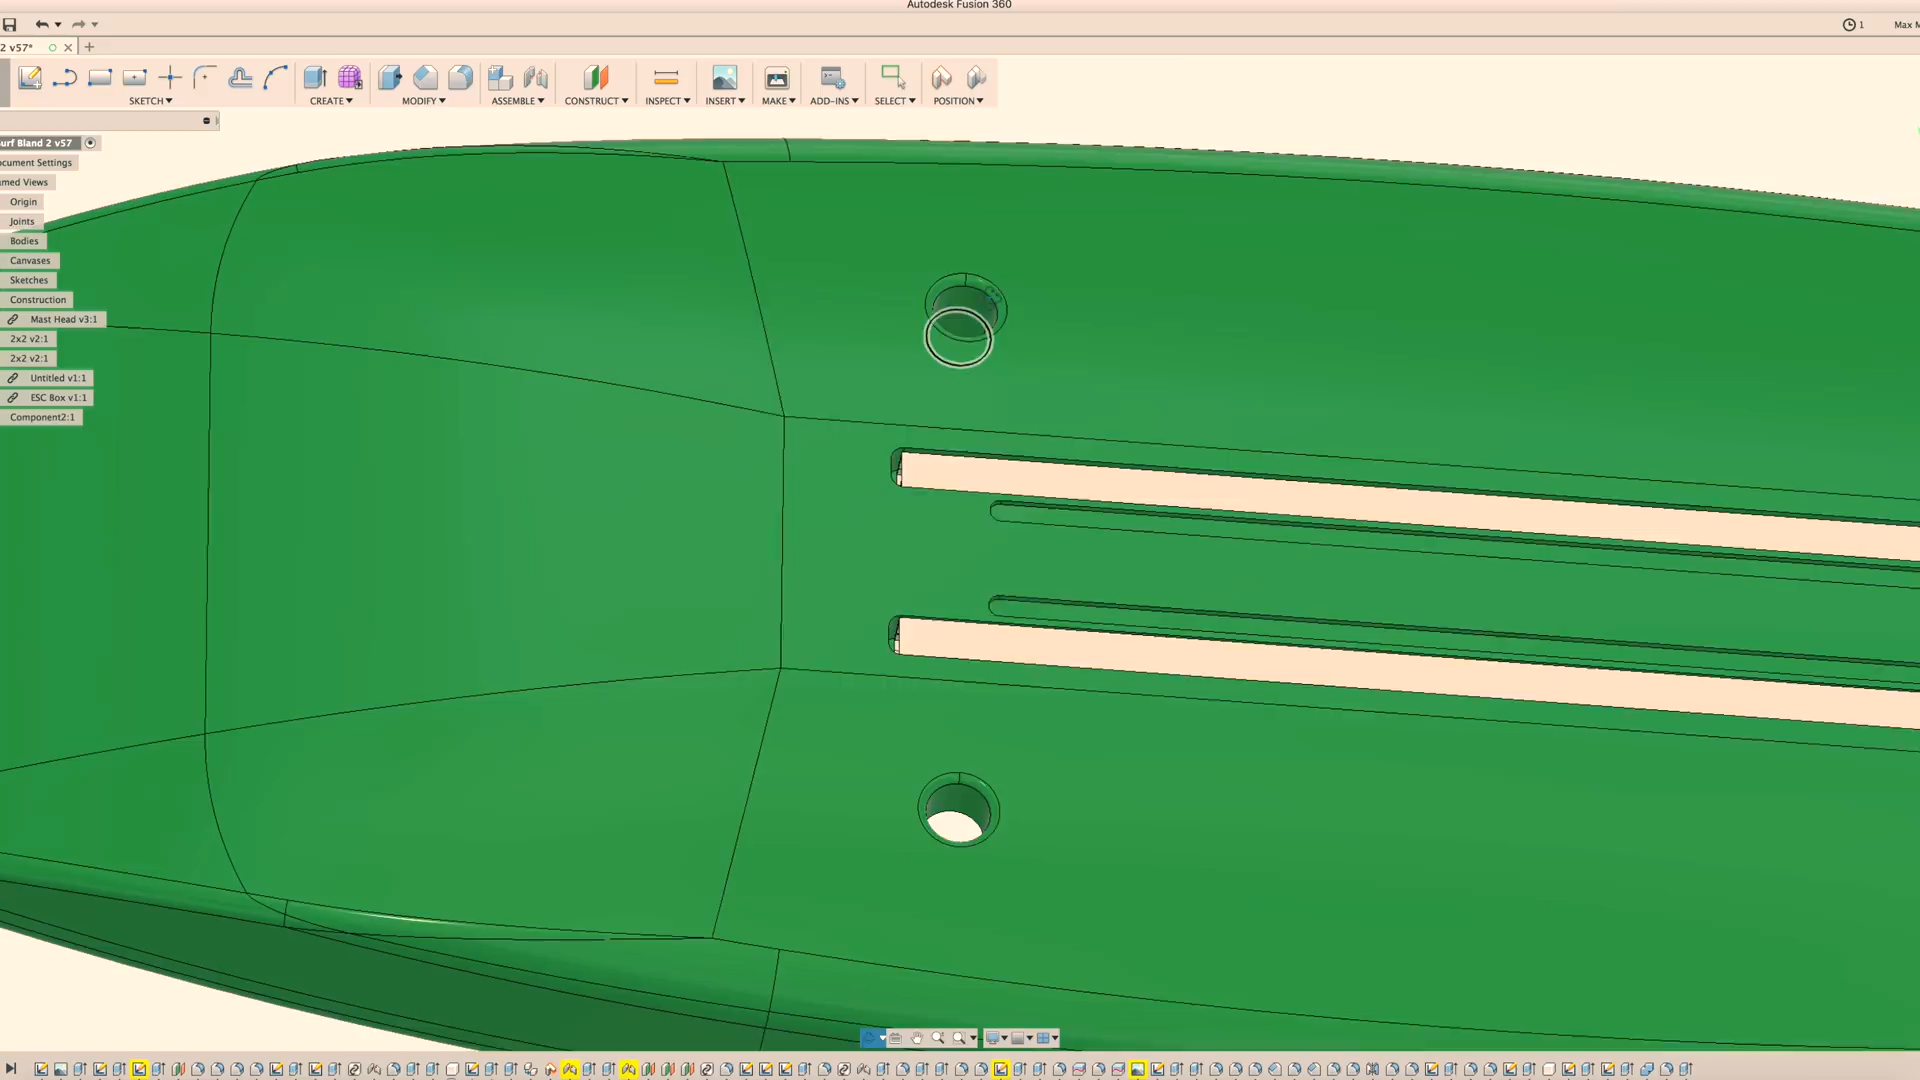 Autodesk Fusion 360
1
Max M
2 v57*
SKETCH
CREATE
MODIFY
ASSEMBLE
CONSTRUCT
INSPECT
INSERT
MAKE
ADD-INS
SELECT
POSITION
urf Bland 2 v57
ocument Settings
amed Views
Origin
Joints
Bodies
Canvases
Sketches
Construction
Mast Head v3:1
2x2 v2:1
2x2 v2:1
Untitled v1:1
ESC Box v1:1
Component2:1